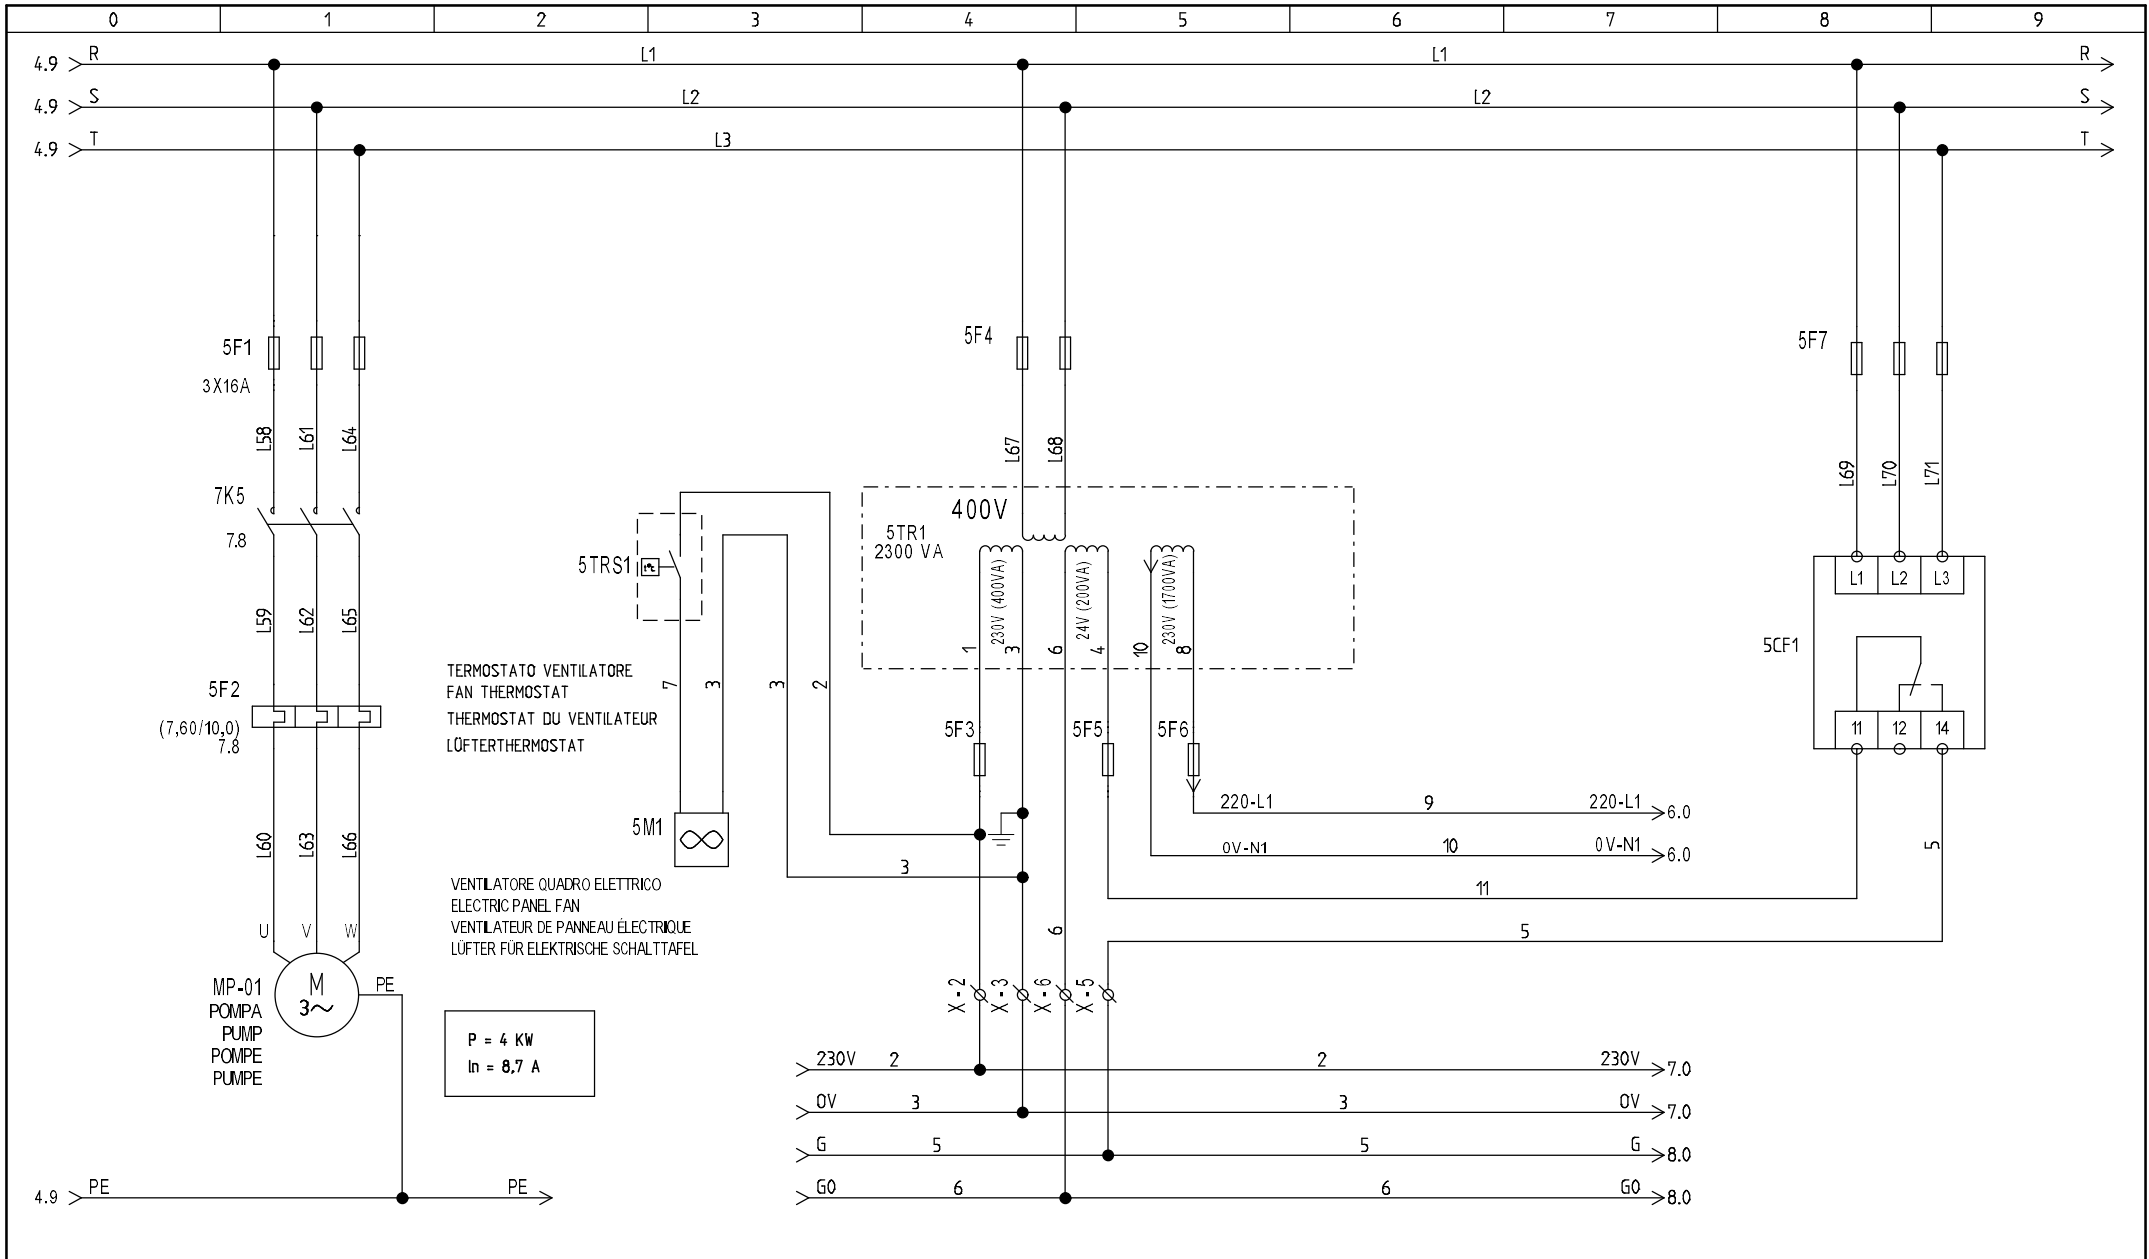 0 1 2 3 4 5 6 7 8 9
4.9 R L1 L1 R
4.9 S L2 L2 S
4.9 T L3 T
5F1
3X16A
L58 L61 L64
7K5
7.8
L59 L62 L65
5F2
(7,60/10,0)
7.8
L60 L63 L66
U V W
M
3~
PE
MP-01
POMPA
PUMP
POMPE
PUMPE
P = 4 KW
In = 8,7 A
4.9 PE PE
5TRS1
t°c
TERMOSTATO VENTILATORE
FAN THERMOSTAT
THERMOSTAT DU VENTILATEUR
LÜFTERTHERMOSTAT
7 3 3 2
5M1
VENTILATORE QUADRO ELETTRICO
ELECTRIC PANEL FAN
VENTILATEUR DE PANNEAU ÉLECTRIQUE
LÜFTER FÜR ELEKTRISCHE SCHALTTAFEL
5F4
L67 L68
400V
5TR1
2300 VA
230V (400VA)
24V (200VA)
230V (1700VA)
1 3 6 4 10 8
5F3 5F5 5F6
220-L1 9 220-L1 6.0
0V-N1 10 0V-N1 6.0
3
11
6
5
X-2 X-3 X-6 X-5
230V 2 2 230V 7.0
0V 3 3 0V 7.0
G 5 5 G 8.0
G0 6 6 G0 8.0
5F7
L69 L70 L71
L1 L2 L3
5CF1
11 12 14
5